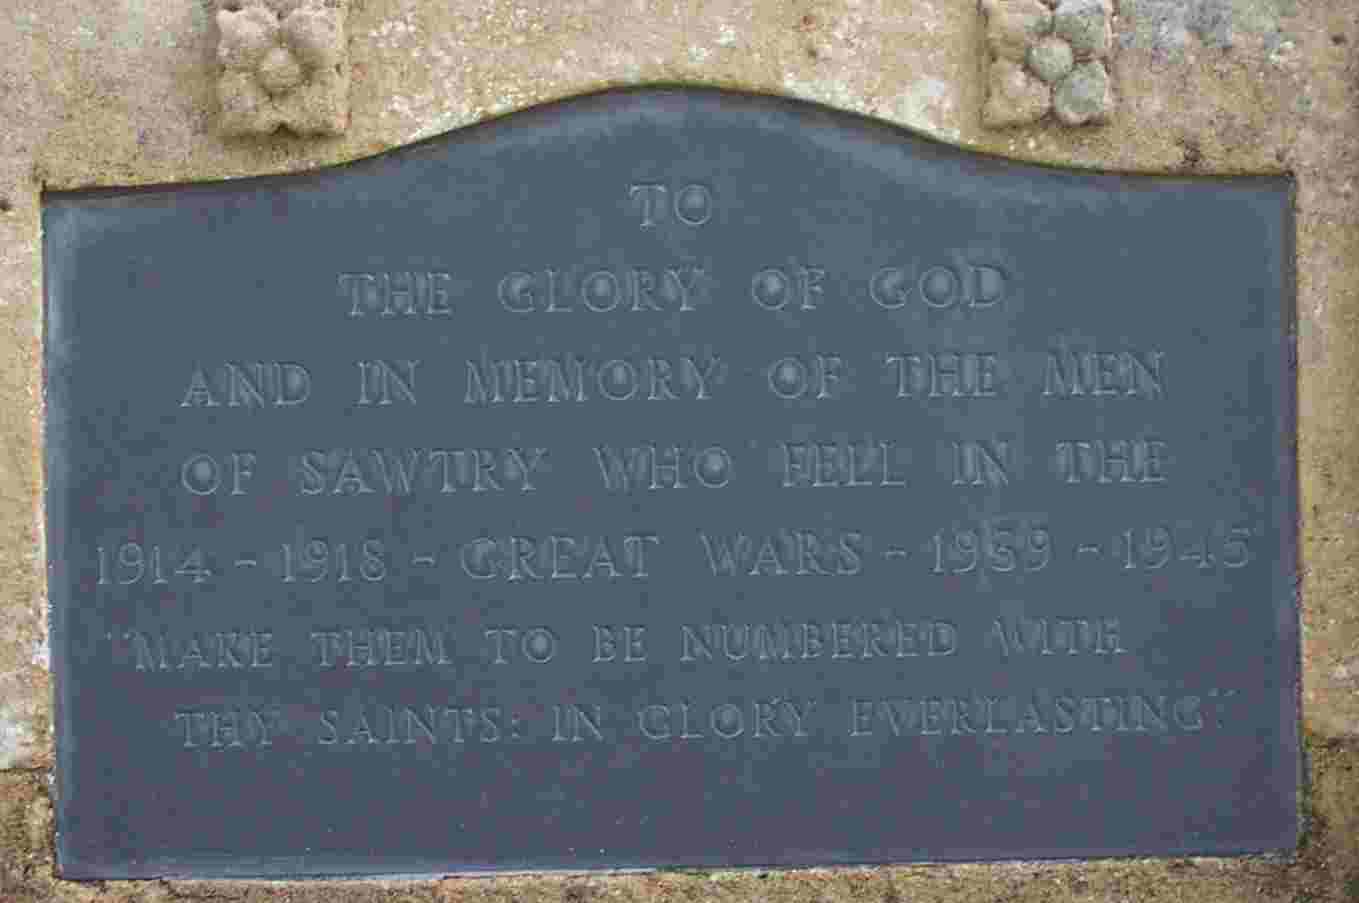 TO
THE GLORY OF GOD
AND IN MEMORY OF THE MEN
OF SAWTRY WHO FELL IN THE
1914 - 1918 - GREAT WARS - 1939 - 1945
"MAKE THEM TO BE NUMBERED WITH
THY SAINTS: IN GLORY EVERLASTING"